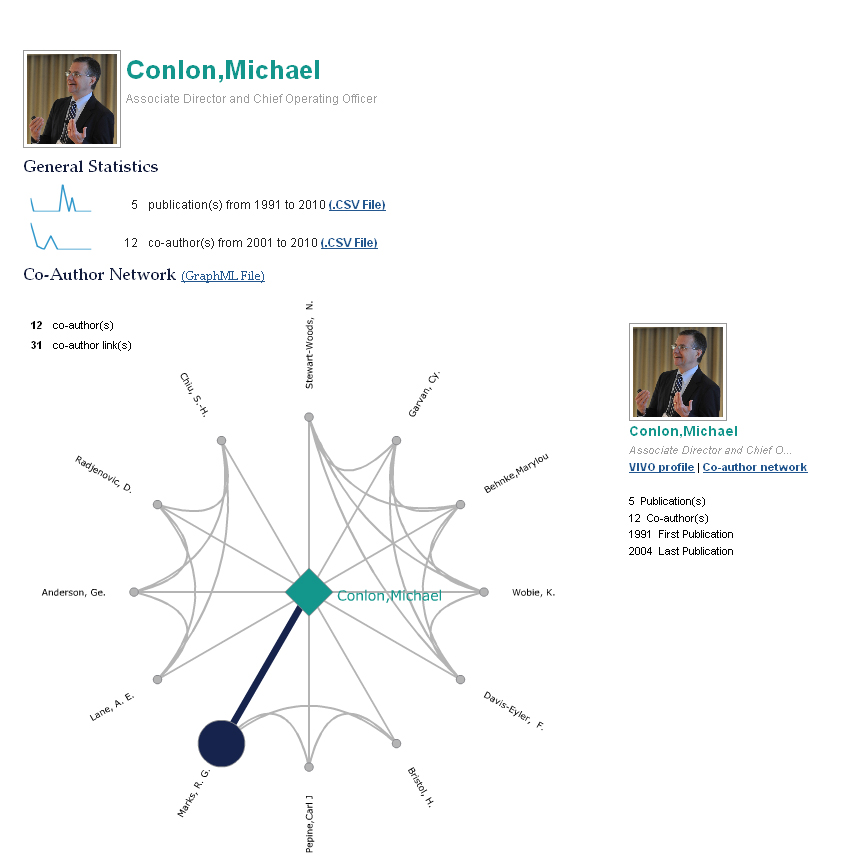 Conlon,Michael
Associate Director and Chief Operating Officer
General Statistics
5 publication(s) from 1991 to 2010 (.CSV File)
12 co-author(s) from 2001 to 2010 (.CSV File)
Co-Author Network (GraphML File)
12 co-author(s)
31 co-author link(s)
Stewart-Woods, N.
Garvan, Cy.
Behnke,Marylou
Wobie, K.
Davis-Eyler, F.
Bristol, H.
Pepine,Carl J
Marks, R. G.
Lane, A. E.
Anderson, Ge.
Radjenovic, D.
Chiu, S.-H.
Conlon,Michael
Conlon,Michael
Associate Director and Chief O...
VIVO profile | Co-author network
5 Publication(s)
12 Co-author(s)
1991 First Publication
2004 Last Publication